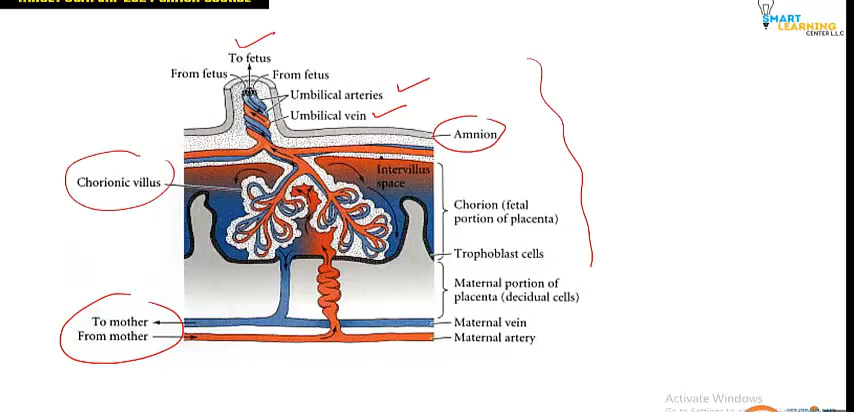 SMART
LEARNING
CENTER L.L.C
To fetus
From fetus
From fetus
Umbilical arteries
Umbilical vein
Amnion
Intervillus
space
Chorionic villus
Chorion (fetal
portion of placenta)
Trophoblast cells
Maternal portion of
placenta (decidual cells)
To mother
From mother
Maternal vein
Maternal artery
Activate Windows